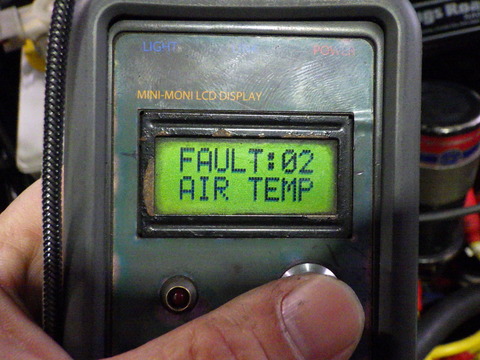 LIGHT POWER
MINI-MONI LCD DISPLAY
FAULT:02
AIR TEMP